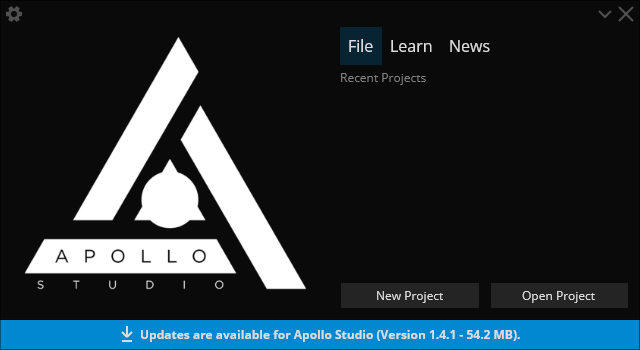 File Learn News
Recent Projects
APOLLO
STUDIO
New Project Open Project
Updates are available for Apollo Studio (Version 1.4.1 - 54.2 MB).